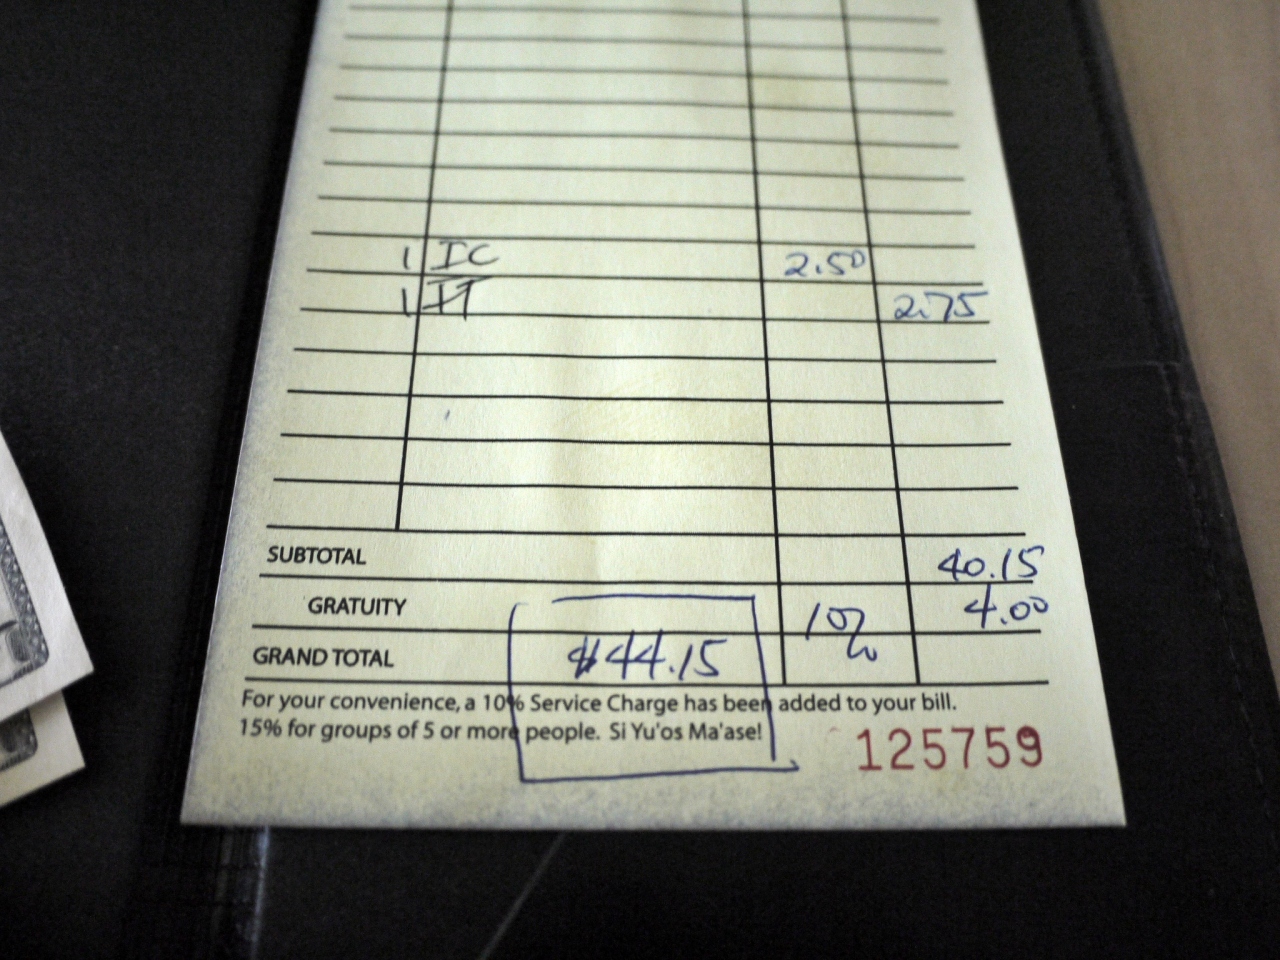 1 IC 2.50
1 IT 2.75
SUBTOTAL 40.15
GRATUITY 10% 4.00
GRAND TOTAL $44.15
For your convenience, a 10% Service Charge has been added to your bill.
15% for groups of 5 or more people. Si Yu'os Ma'ase!
125759